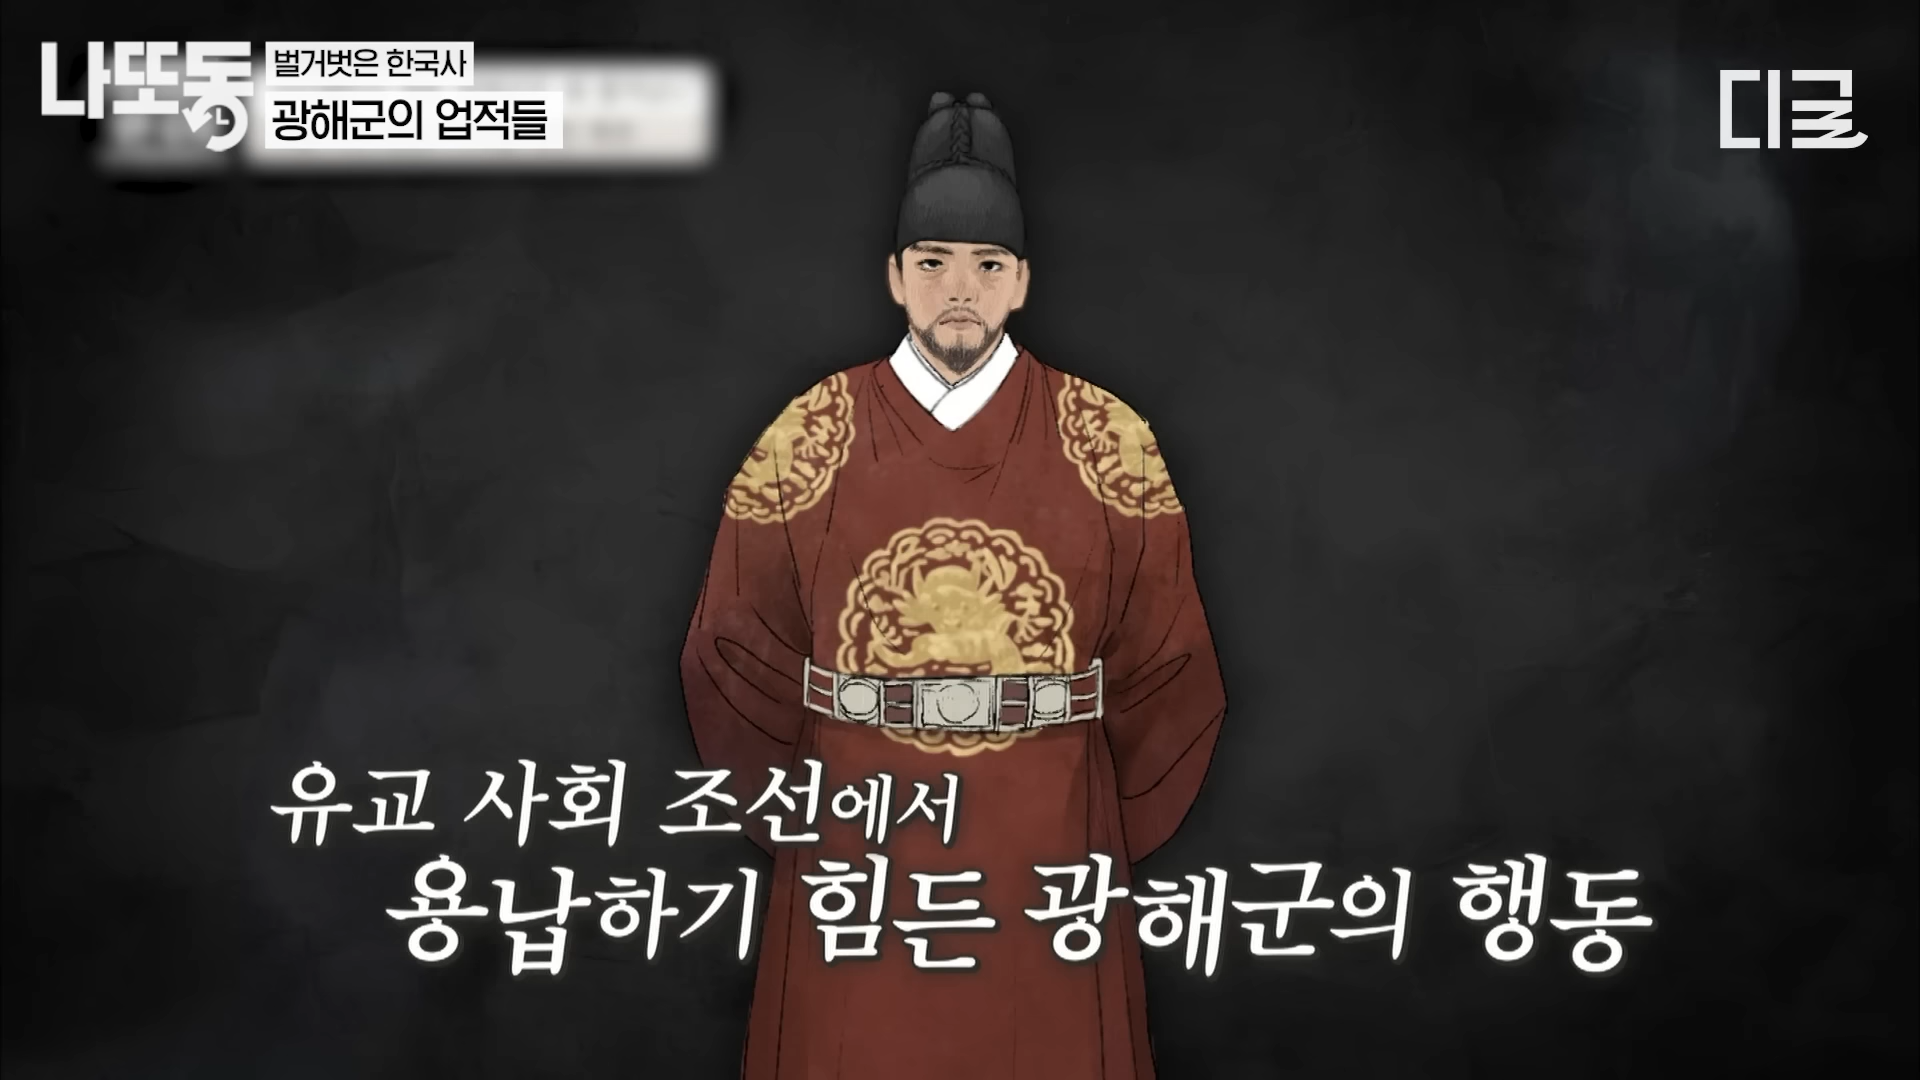 나또동
벌거벗은 한국사
광해군의 업적들
디글
유교 사회 조선에서
용납하기 힘든 광해군의 행동